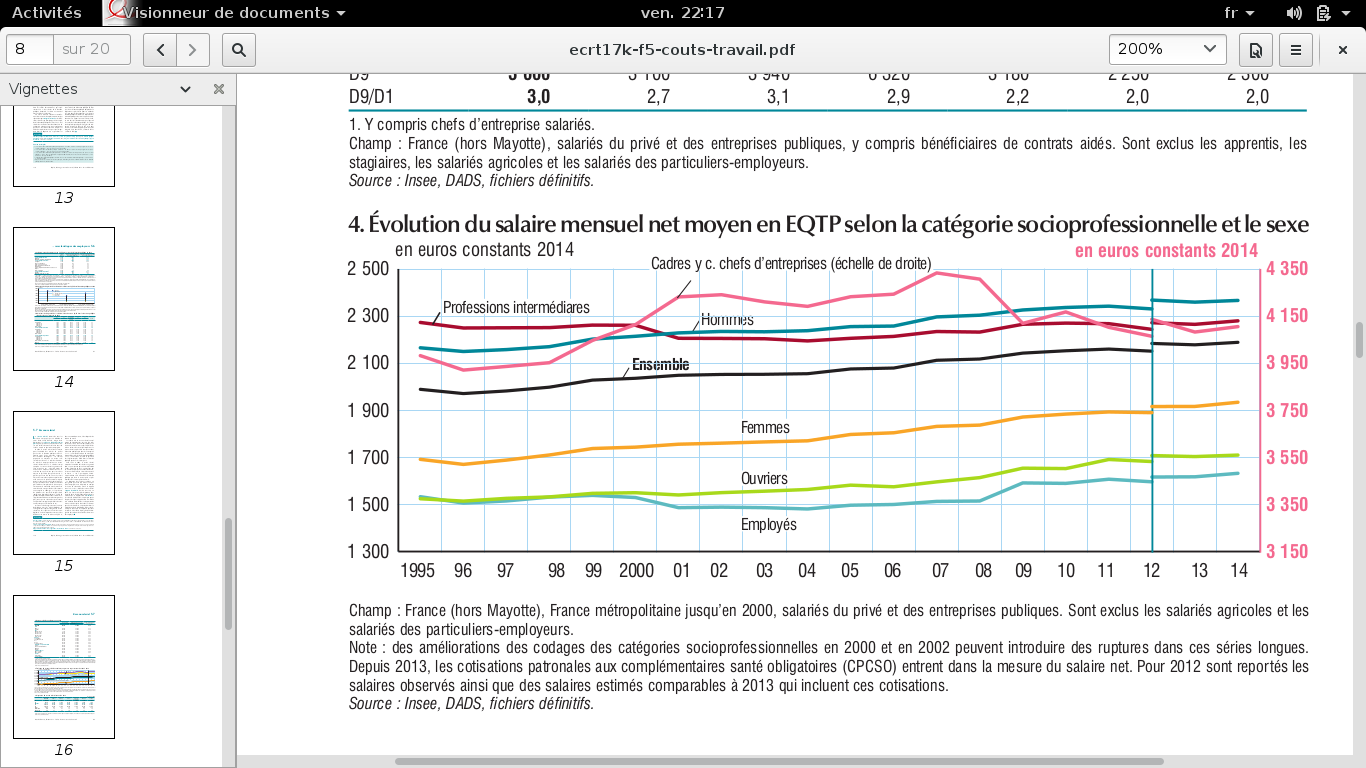 Activités
Visionneur de documents
ven. 22:17
fr
8
sur 20
ecrt17k-f5-couts-travail.pdf
200%
Vignettes
13
14
15
16
D9/D1 3,0 2,7 3,1 2,9 2,2 2,0 2,0
1. Y compris chefs d'entreprise salariés.
Champ : France (hors Mayotte), salariés du privé et des entreprises publiques, y compris bénéficiaires de contrats aidés. Sont exclus les apprentis, les
stagiaires, les salariés agricoles et les salariés des particuliers-employeurs.
Source : Insee, DADS, fichiers définitifs.
4. Évolution du salaire mensuel net moyen en EQTP selon la catégorie socioprofessionnelle et le sexe
en euros constants 2014
en euros constants 2014
Cadres y c. chefs d'entreprises (échelle de droite)
2 500
4 350
Professions intermédiaires
Hommes
2 300
4 150
2 100
3 950
Ensemble
1 900
3 750
Femmes
1 700
3 550
Ouvriers
1 500
3 350
Employés
1 300
3 150
1995 96 97 98 99 2000 01 02 03 04 05 06 07 08 09 10 11 12 13 14
Champ : France (hors Mayotte), France métropolitaine jusqu'en 2000, salariés du privé et des entreprises publiques. Sont exclus les salariés agricoles et les
salariés des particuliers-employeurs.
Note : des améliorations des codages des catégories socioprofessionnelles en 2000 et en 2002 peuvent introduire des ruptures dans ces séries longues.
Depuis 2013, les cotisations patronales aux complémentaires santé obligatoires (CPCSO) entrent dans la mesure du salaire net. Pour 2012 sont reportés les
salaires observés ainsi que des salaires estimés comparables à 2013 qui incluent ces cotisations.
Source : Insee, DADS, fichiers définitifs.